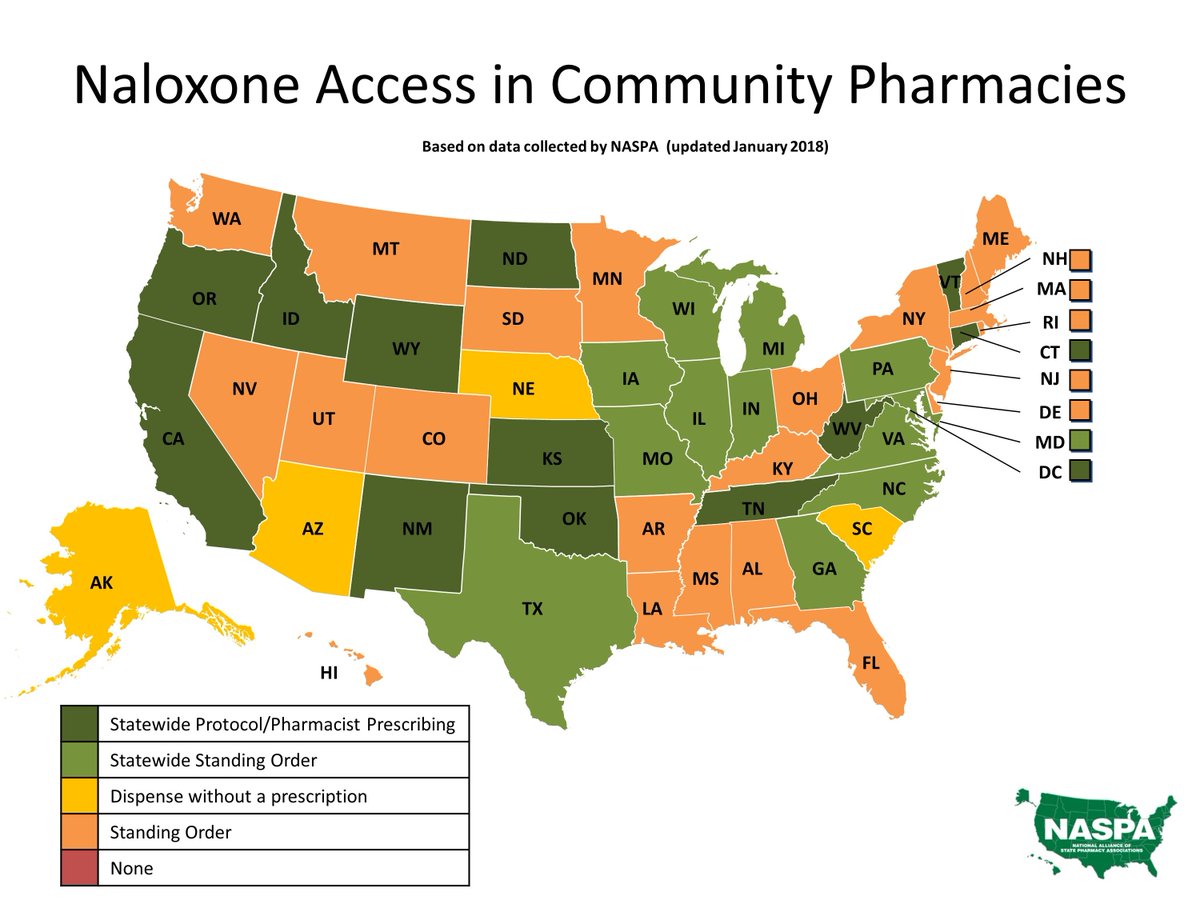 Naloxone Access in Community Pharmacies
Based on data collected by NASPA (updated January 2018)
WA
MT
ND
MN
ME
OR
ID
SD
WI
VT
NH
MA
WY
MI
NY
RI
CT
NV
UT
NE
IA
PA
NJ
CO
IL
IN
OH
DE
CA
KS
MO
KY
WV
VA
MD
DC
AZ
NM
OK
AR
TN
NC
SC
AK
TX
LA
MS
AL
GA
HI
FL
Statewide Protocol/Pharmacist Prescribing
Statewide Standing Order
Dispense without a prescription
Standing Order
None
NASPA
NATIONAL ALLIANCE OF
STATE PHARMACY ASSOCIATIONS